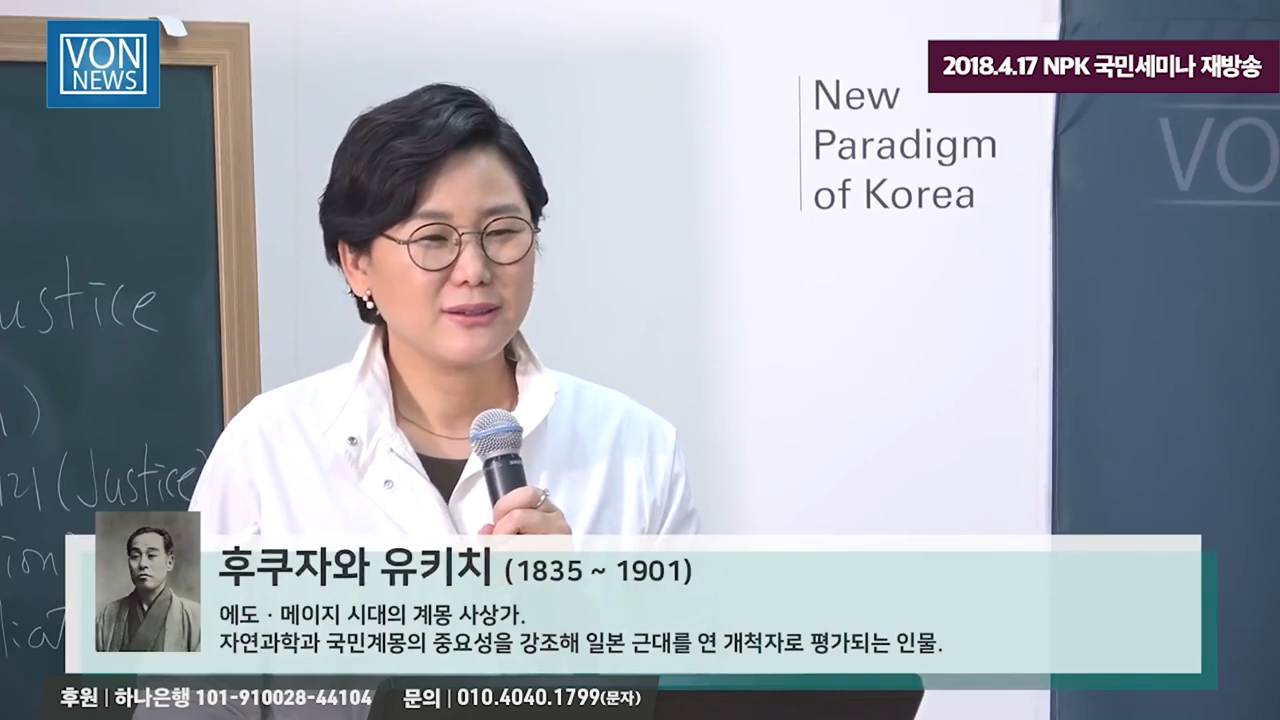 VON
NEWS
2018.4.17 NPK 국민세미나 재방송
New
Paradigm
of Korea
VO
ustice
(Justice)
후쿠자와 유키치 (1835 ~ 1901)
에도 · 메이지 시대의 계몽 사상가.
자연과학과 국민계몽의 중요성을 강조해 일본 근대를 연 개척자로 평가되는 인물.
후원 | 하나은행 101-910028-44104 문의 | 010.4040.1799(문자)